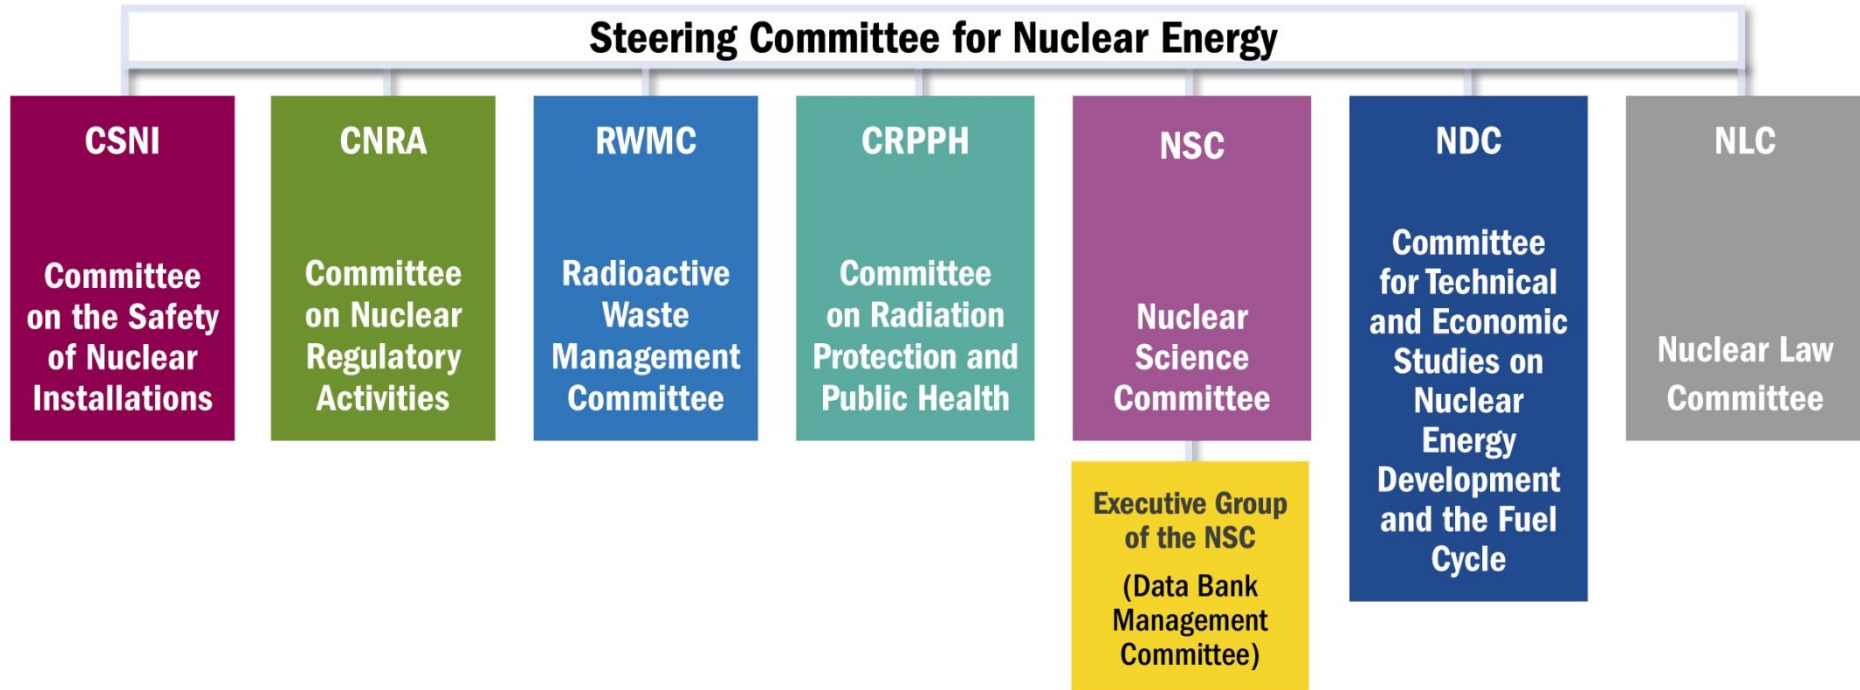 Steering Committee for Nuclear Energy
CSNI
Committee
on the Safety
of Nuclear
Installations
CNRA
Committee
on Nuclear
Regulatory
Activities
RWMC
Radioactive
Waste
Management
Committee
CRPPH
Committee
on Radiation
Protection and
Public Health
NSC
Nuclear
Science
Committee
Executive Group
of the NSC
(Data Bank
Management
Committee)
NDC
Committee
for Technical
and Economic
Studies on
Nuclear
Energy
Development
and the Fuel
Cycle
NLC
Nuclear Law
Committee